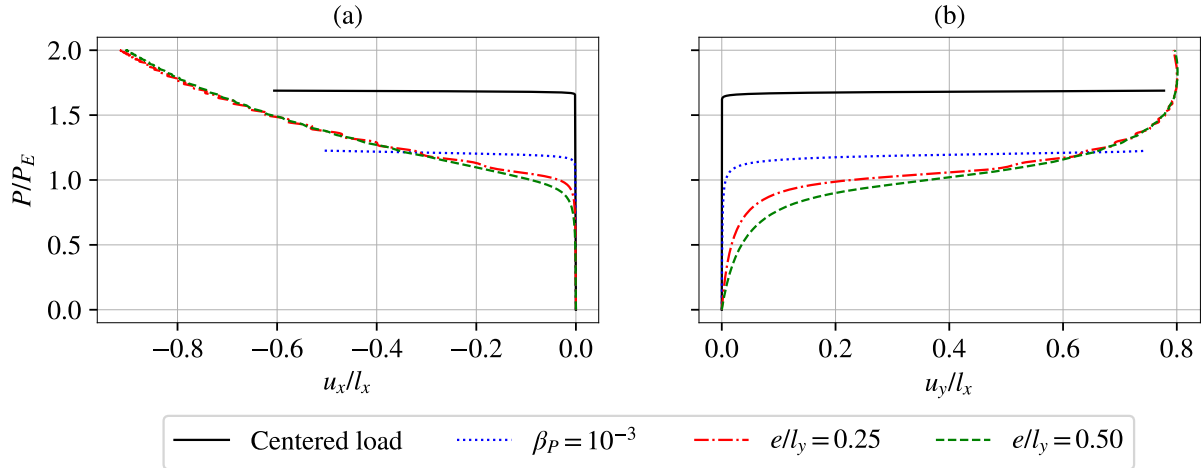 (a) (b)
P/P_E
2.0
1.5
1.0
0.5
0.0
−0.8 −0.6 −0.4 −0.2 0.0
0.0 0.2 0.4 0.6 0.8
u_x/l_x
u_y/l_x
Centered load β_P = 10^{-3} e/l_y = 0.25 e/l_y = 0.50